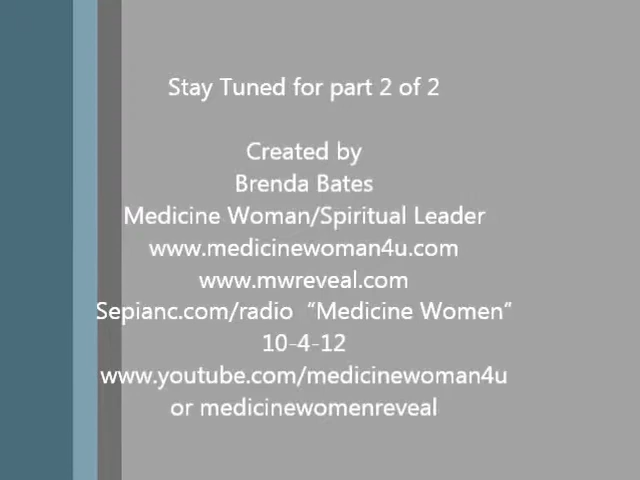 Stay Tuned for part 2 of 2
Created by
Brenda Bates
Medicine Woman/Spiritual Leader
www.medicinewoman4u.com
www.mwreveal.com
Sepianc.com/radio “Medicine Women”
10-4-12
www.youtube.com/medicinewoman4u
or medicinewomenreveal